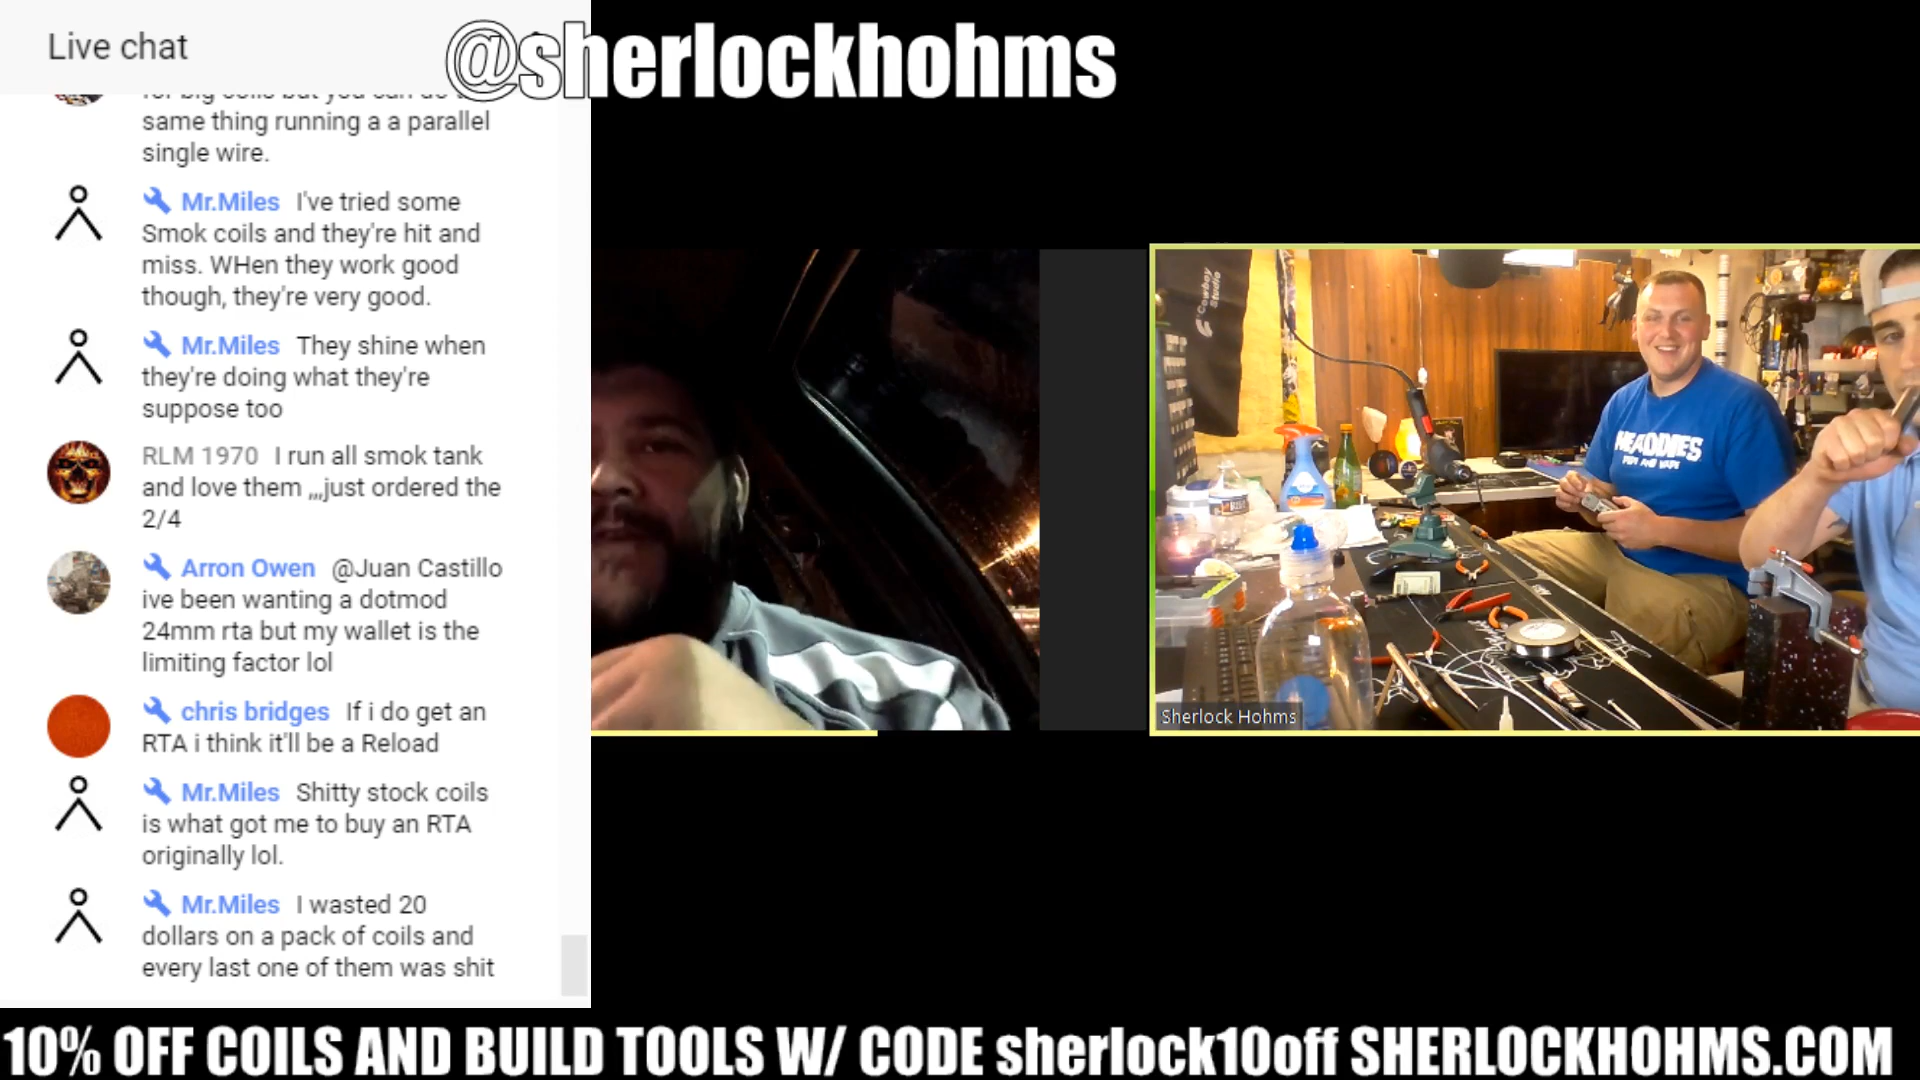 Live chat
@sherlockhohms
same thing running a a parallel
single wire.
Mr.Miles I've tried some
Smok coils and they're hit and
miss. WHen they work good
though, they're very good.
Mr.Miles They shine when
they're doing what they're
suppose too
RLM 1970 I run all smok tank
and love them ,,,just ordered the
2/4
Arron Owen @Juan Castillo
ive been wanting a dotmod
24mm rta but my wallet is the
limiting factor lol
chris bridges If i do get an
RTA i think it'll be a Reload
Mr.Miles Shitty stock coils
is what got me to buy an RTA
originally lol.
Mr.Miles I wasted 20
dollars on a pack of coils and
every last one of them was shit
Cowboy
Studio
HEADDIES
PIPE AND VAPE
Sherlock Hohms
10% OFF COILS AND BUILD TOOLS W/ CODE sherlock10off SHERLOCKHOHMS.COM